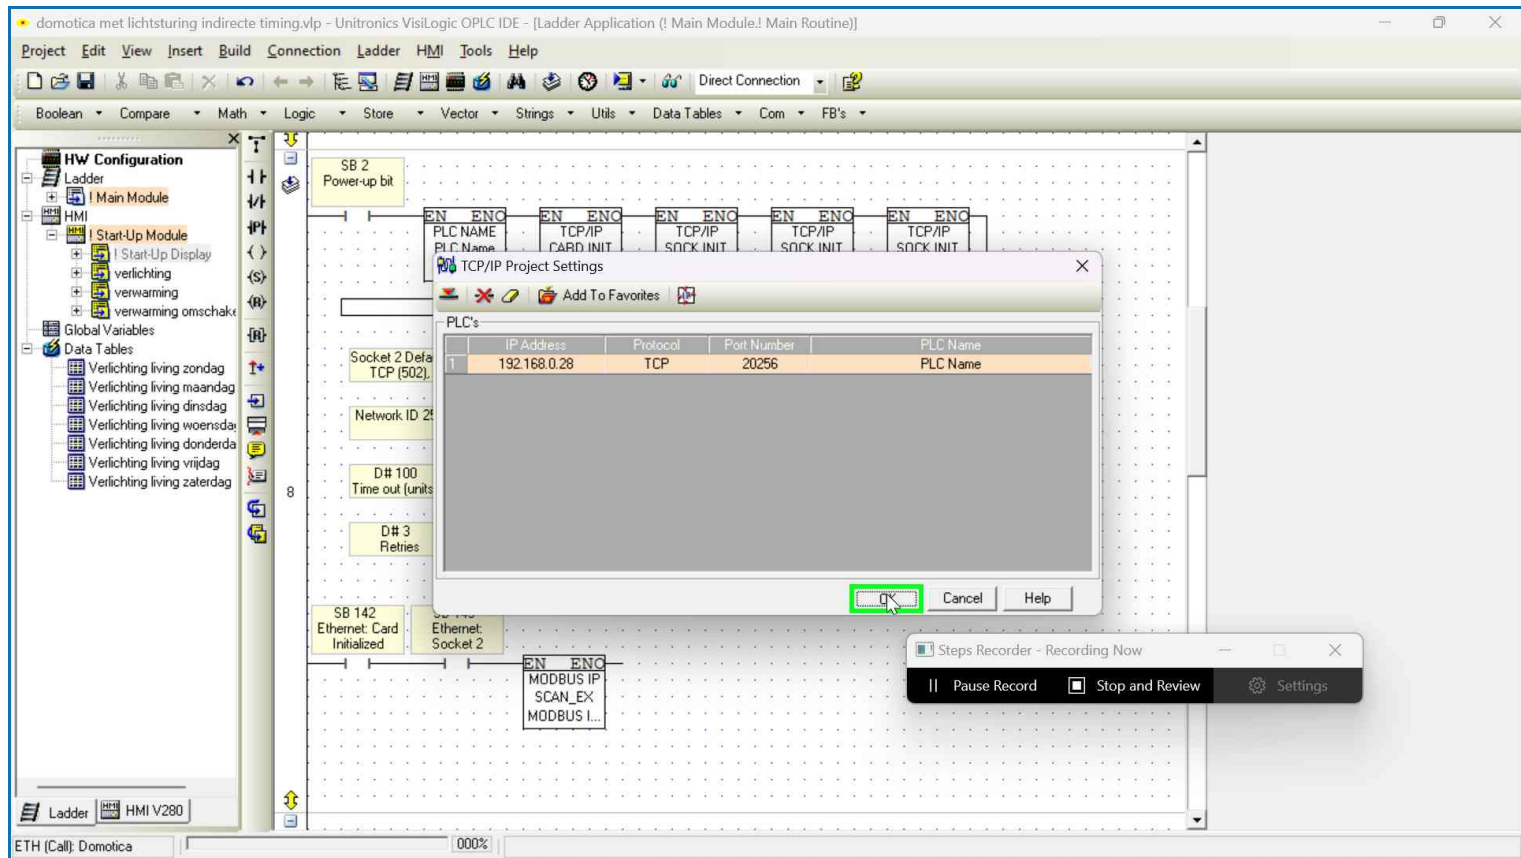 domotica met lichtsturing indirecte timing.vlp - Unitronics VisiLogic OPLC IDE - [Ladder Application (! Main Module.! Main Routine)]
Project Edit View Insert Build Connection Ladder HMI Tools Help
Direct Connection
Boolean Compare Math Logic Store Vector Strings Utils Data Tables Com FB's
HW Configuration
Ladder
! Main Module
HMI
! Start-Up Module
! Start-Up Display
verlichting
verwarming
verwarming omschake
Global Variables
Data Tables
Verlichting living zondag
Verlichting living maandag
Verlichting living dinsdag
Verlichting living woensda
Verlichting living donderda
Verlichting living vrijdag
Verlichting living zaterdag
Ladder HMI V280
SB 2
Power-up bit
EN ENO EN ENO EN ENO EN ENO EN ENO
PLC NAME TCP/IP TCP/IP TCP/IP TCP/IP
PLC Name CARD INIT SOCK INIT SOCK INIT SOCK INIT
Socket 2 Defa
TCP (502),
Network ID 25
D# 100
Time out (units
8
D# 3
Retries
SB 142
Ethernet: Card
Initialized
Ethernet:
Socket 2
EN ENO
MODBUS IP
SCAN_EX
MODBUS I...
TCP/IP Project Settings
Add To Favorites
PLC's
IP Address Protocol Port Number PLC Name
1 192.168.0.28 TCP 20256 PLC Name
OK Cancel Help
Steps Recorder - Recording Now
Pause Record Stop and Review Settings
ETH (Call): Domotica 000%